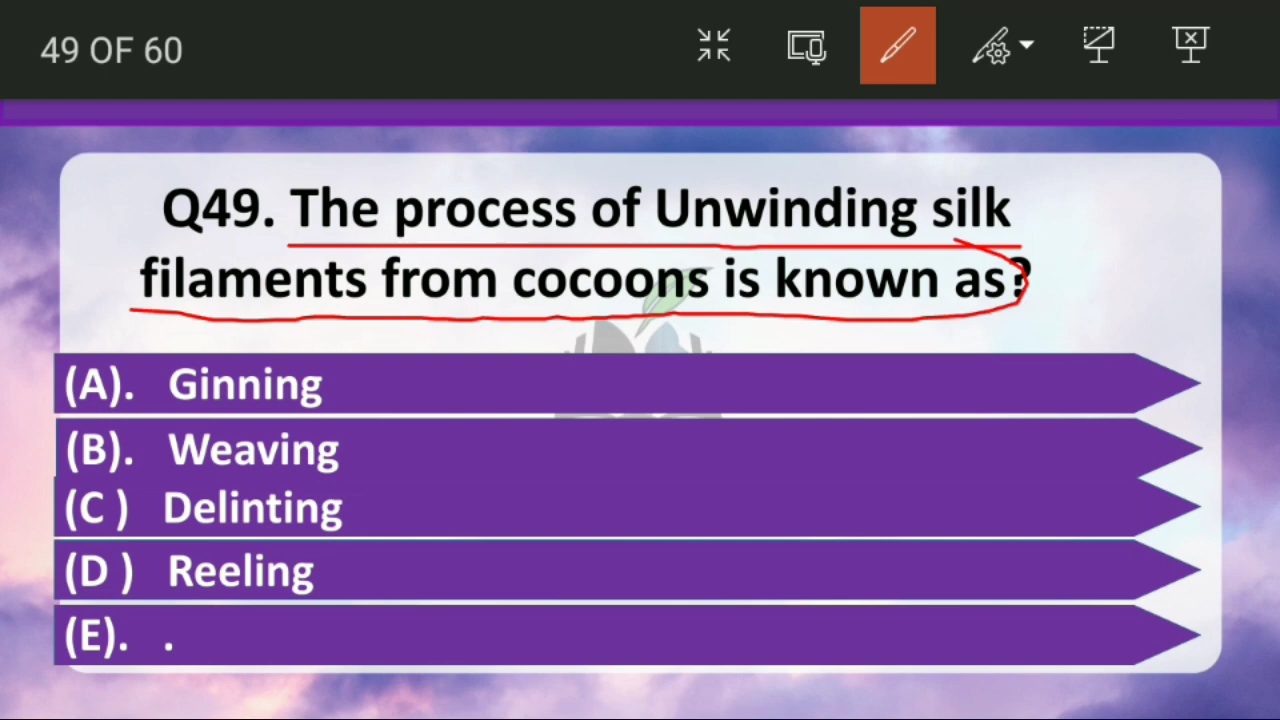 49 OF 60
Q49. The process of Unwinding silk
filaments from cocoons is known as?
(A). Ginning
(B). Weaving
(C ) Delinting
(D ) Reeling
(E). .